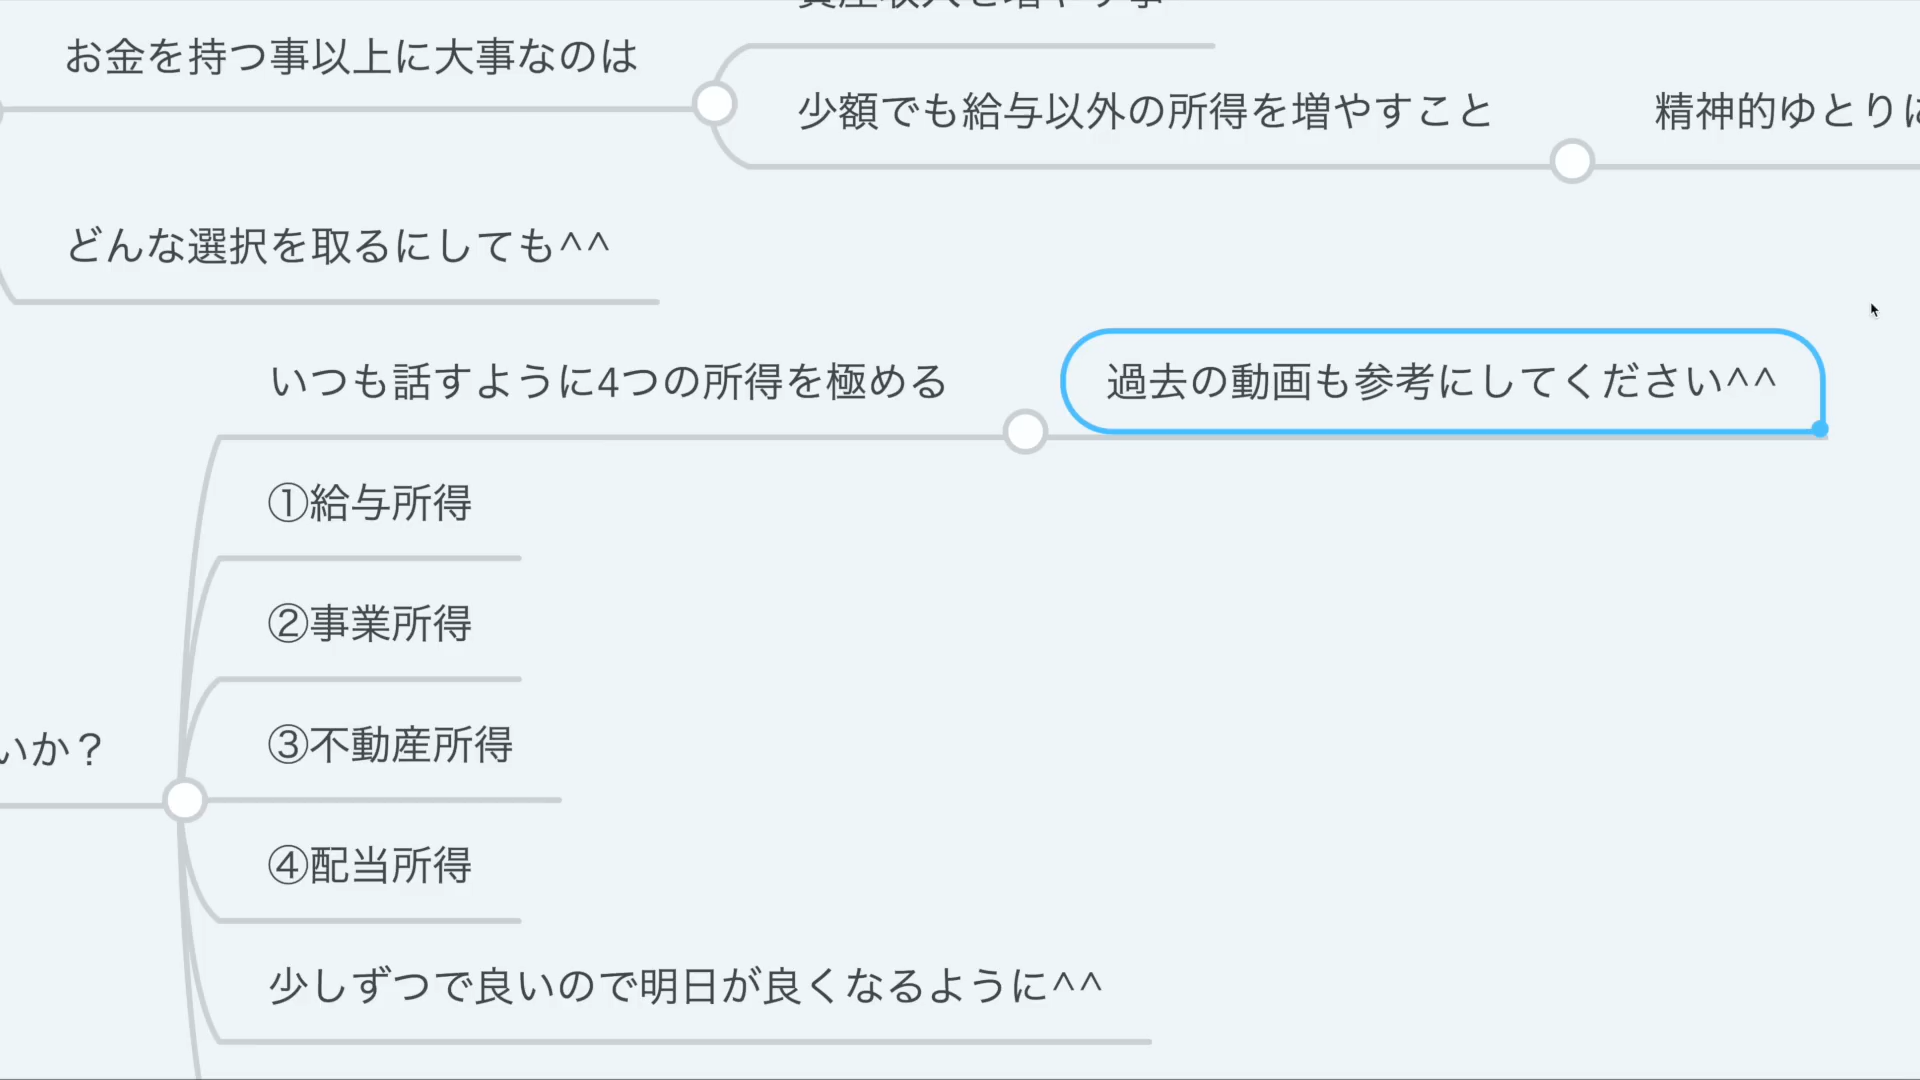 お金を持つ事以上に大事なのは
少額でも給与以外の所得を増やすこと
精神的ゆとりに
どんな選択を取るにしても^^
いつも話すように4つの所得を極める
過去の動画も参考にしてください^^
①給与所得
②事業所得
③不動産所得
いか？
④配当所得
少しずつで良いので明日が良くなるように^^